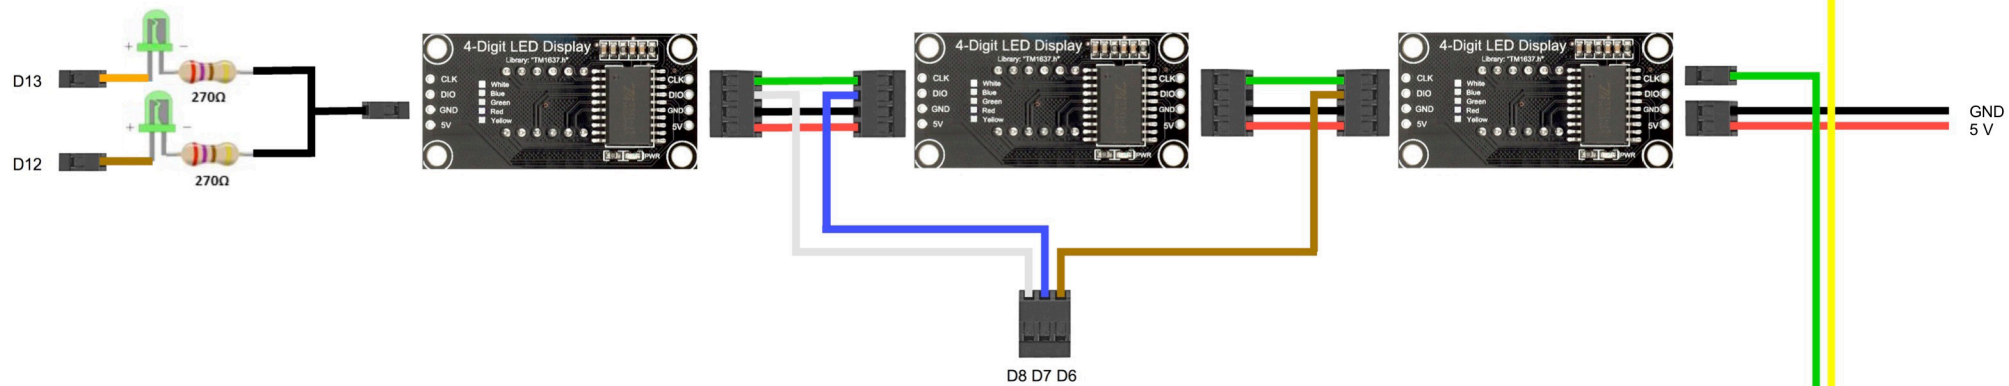 D13
270Ω
D12
270Ω
4-Digit LED Display
Library: "TM1637.h"
CLK
DIO
GND
5V
White
Blue
Green
Red
Yellow
CLK
DIO
GND
5V
PWR
4-Digit LED Display
Library: "TM1637.h"
CLK
DIO
GND
5V
White
Blue
Green
Red
Yellow
CLK
DIO
GND
5V
PWR
4-Digit LED Display
Library: "TM1637.h"
CLK
DIO
GND
5V
White
Blue
Green
Red
Yellow
CLK
DIO
GND
5V
PWR
GND
5 V
D8 D7 D6